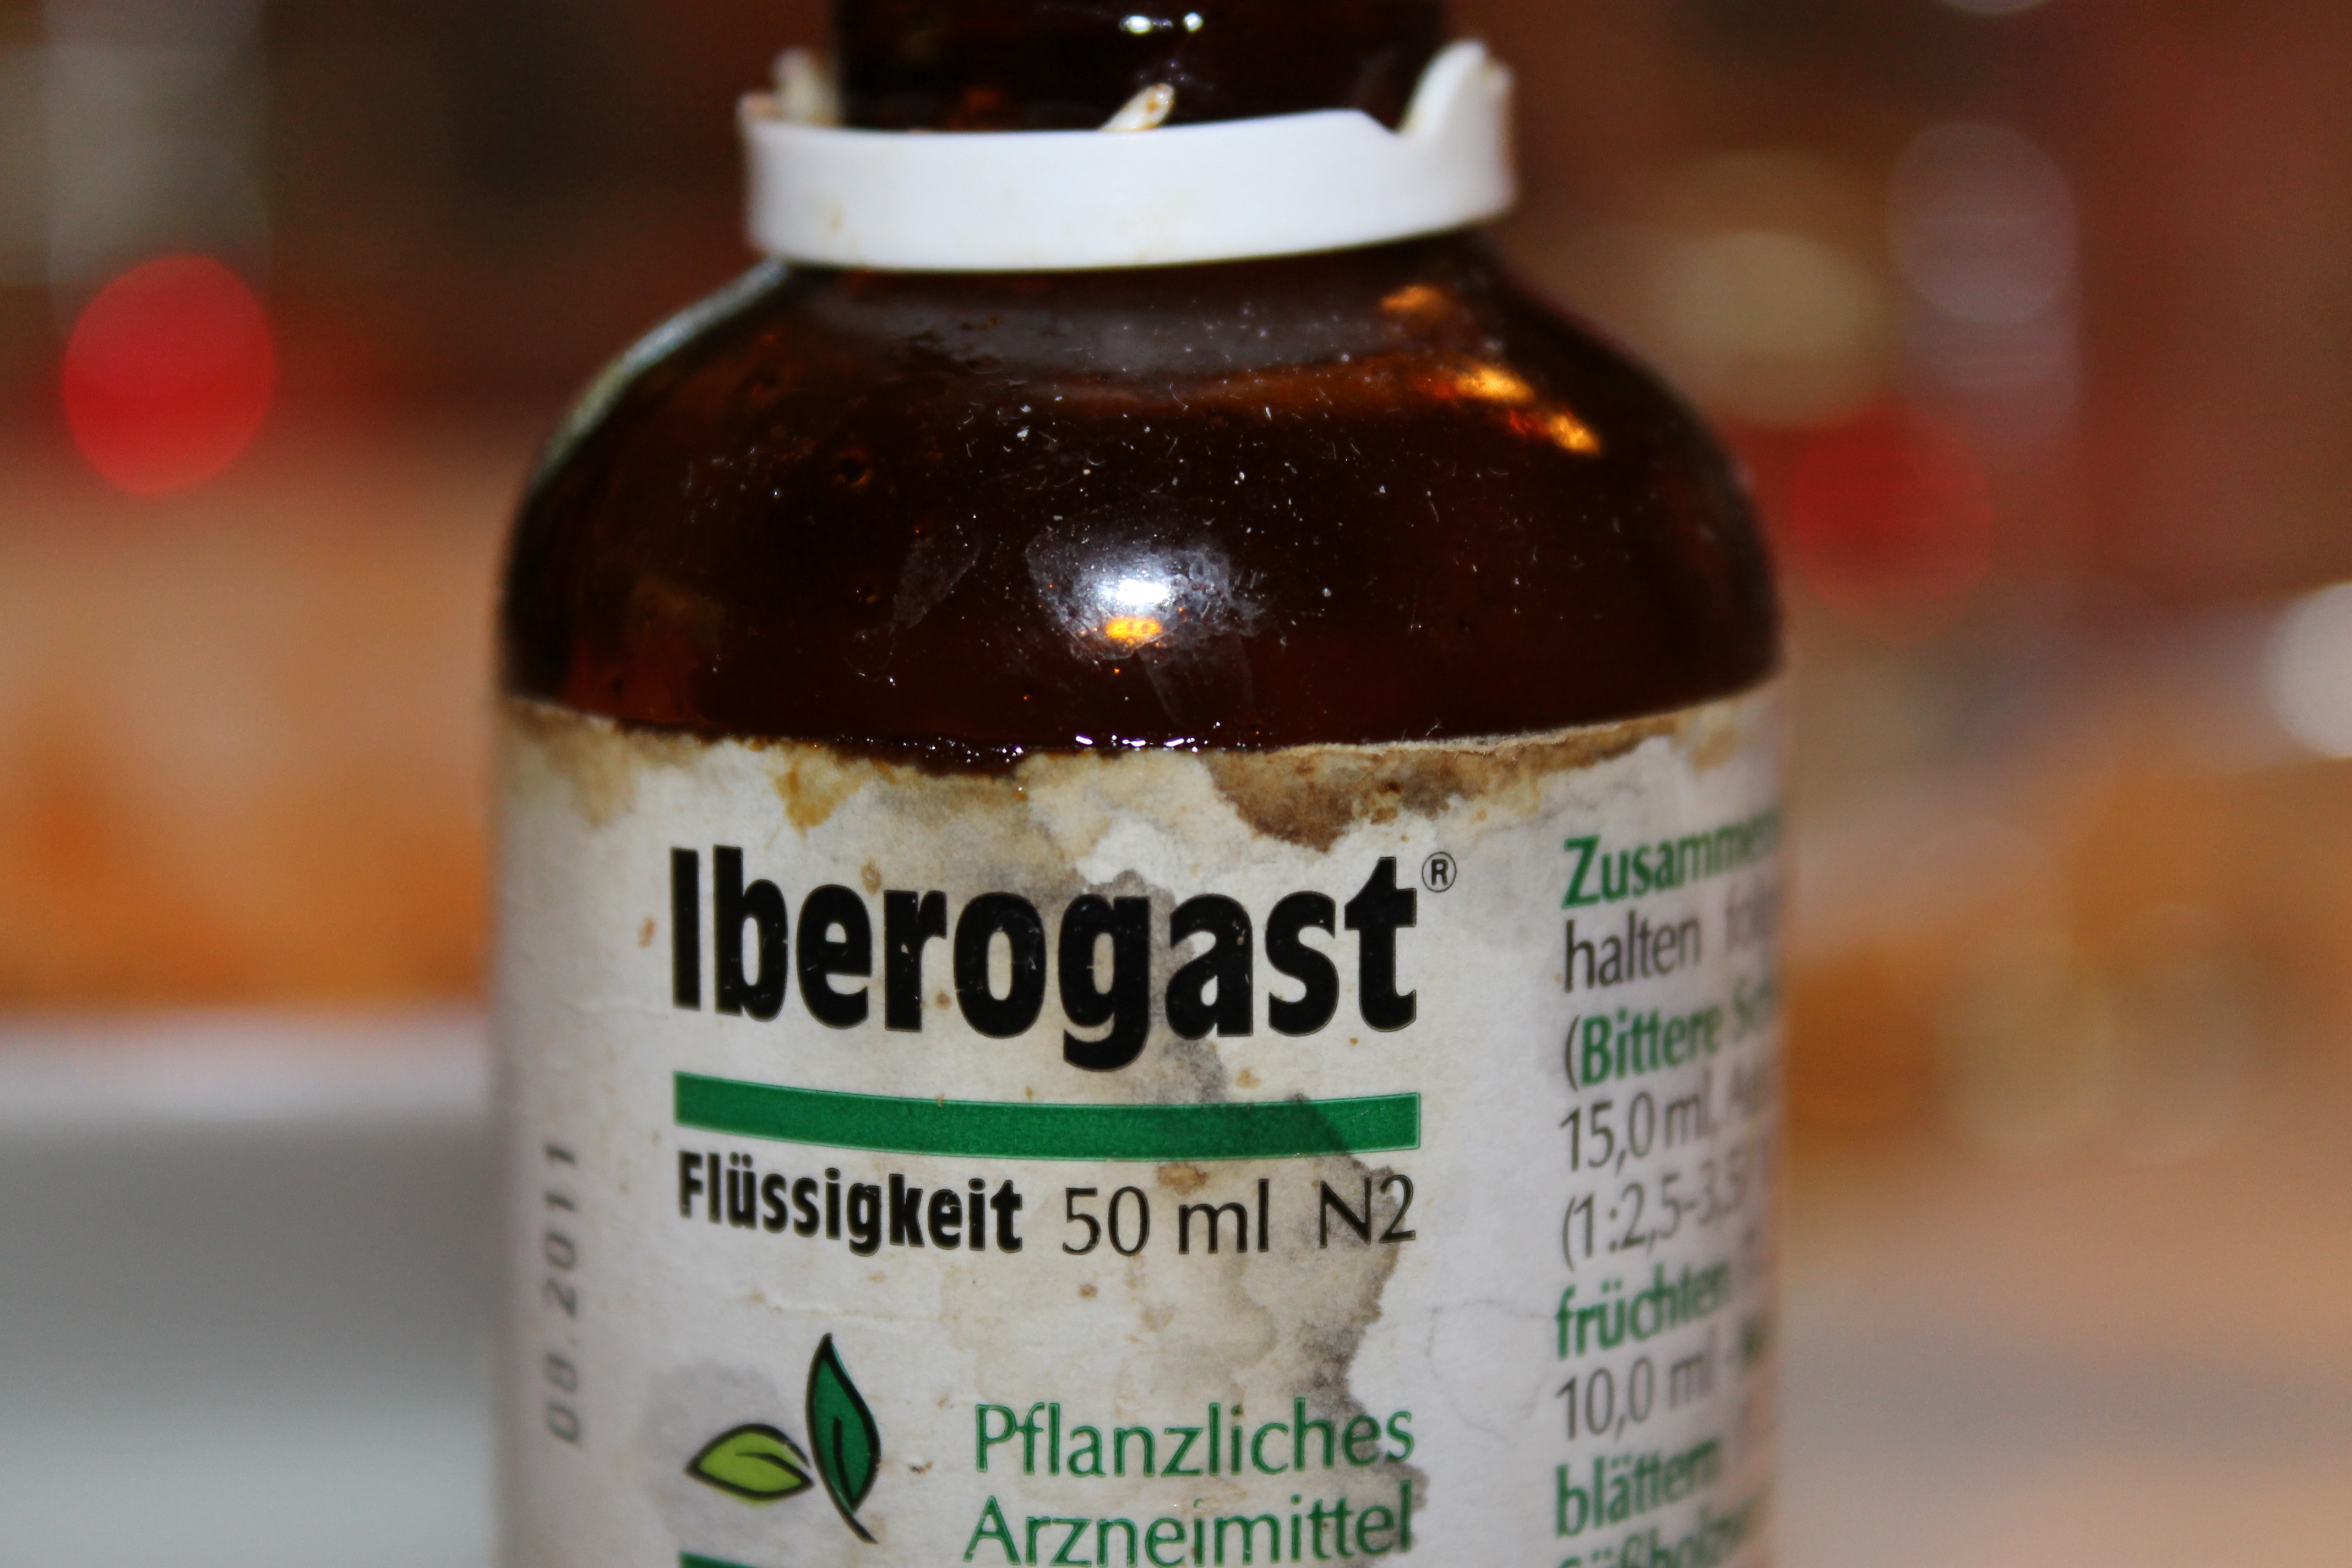 Iberogast®
Flüssigkeit 50 ml N2
Pflanzliches
Arzneimittel
08.2011
halten
(Bittere
15,0 ml,
(1:2,5-3,5)
früchten
10,0 ml
blättern